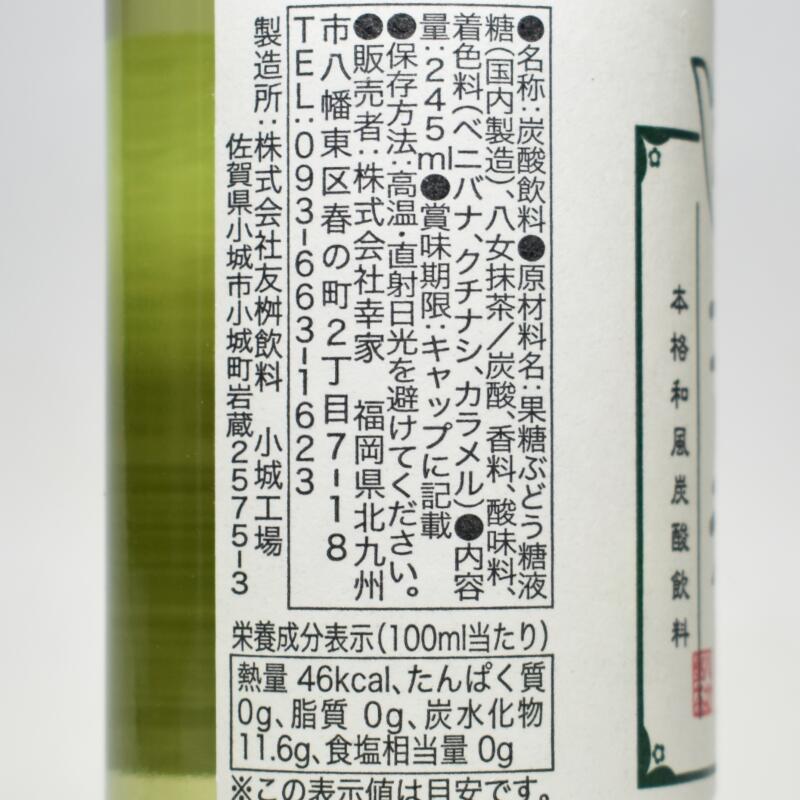 ●名称：炭酸飲料●原材料名：果糖ぶどう糖液
糖(国内製造)、八女抹茶／炭酸、香料、酸味料、
着色料(ベニバナ、クチナシ、カラメル)●内容
量：245ml●賞味期限：キャップに記載
●保存方法：高温・直射日光を避けてください。
●販売者：株式会社幸家　福岡県北九州
市八幡東区春の町2丁目7-18
TEL：093-663-1623
製造所：株式会社友桝飲料　小城工場
佐賀県小城市小城町岩蔵2575-3
栄養成分表示(100ml当たり)
熱量 46kcal、たんぱく質
0g、脂質 0g、炭水化物
11.6g、食塩相当量 0g
※この表示値は目安です。
本格和風炭酸飲料